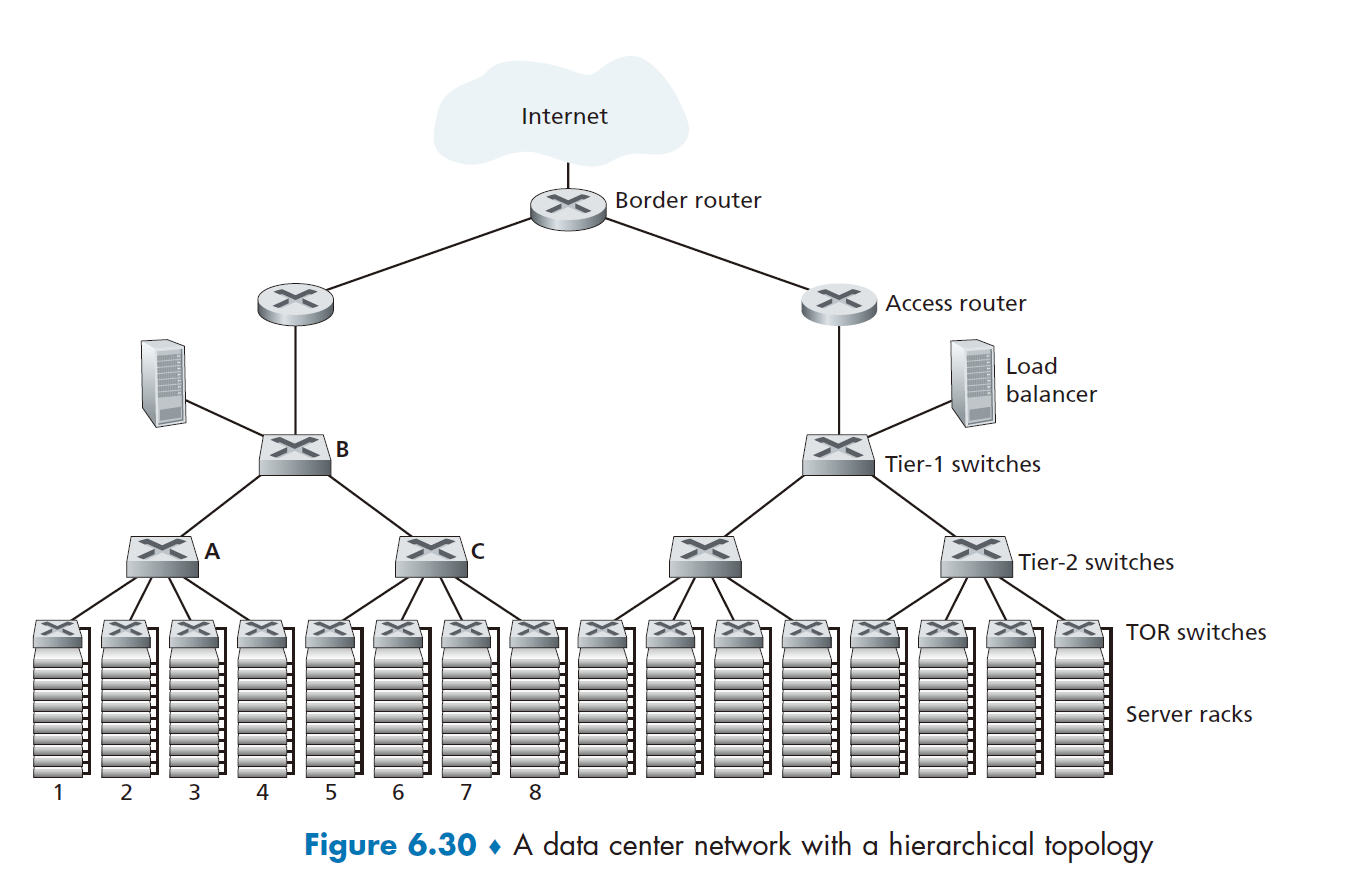 Internet
Border router
Access router
Load
balancer
B
Tier-1 switches
A
C
Tier-2 switches
TOR switches
Server racks
1 2 3 4 5 6 7 8
Figure 6.30 ♦ A data center network with a hierarchical topology